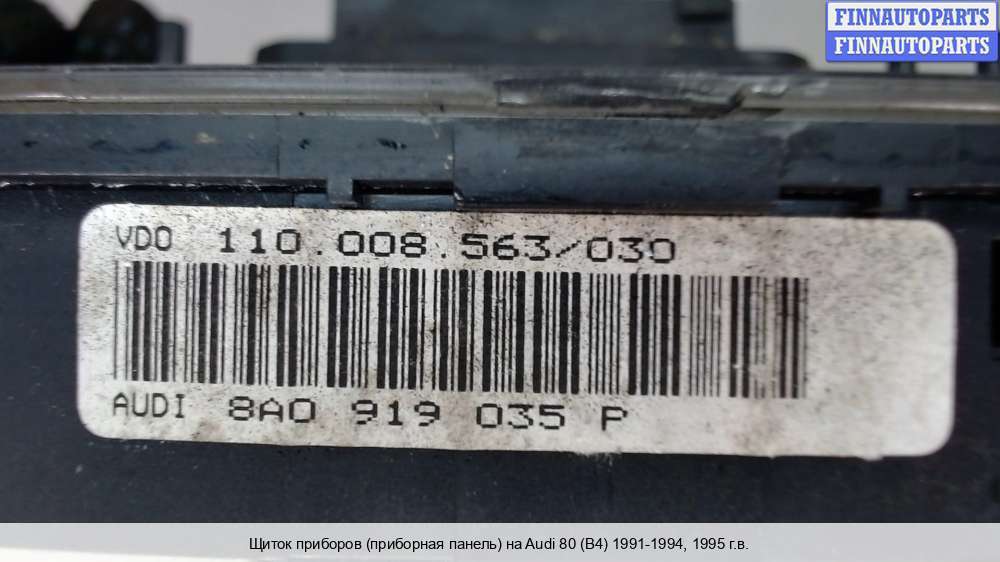 FINNAUTOPARTS
FINNAUTOPARTS
VDO 110.008.563/030
AUDI 8A0 919 035 P
Щиток приборов (приборная панель) на Audi 80 (B4) 1991-1994, 1995 г.в.